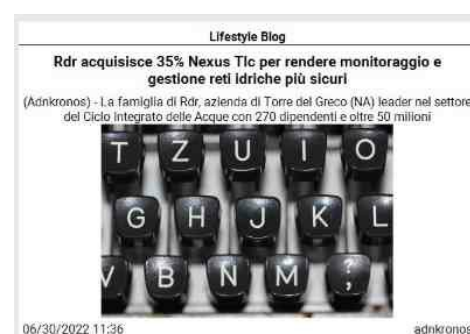 Lifestyle Blog
Rdr acquisisce 35% Nexus Tlc per rendere monitoraggio e
gestione reti idriche più sicuri
(Adnkronos) - La famiglia di Rdr, azienda di Torre del Greco (NA) leader nel settore
del Ciclo Integrato delle Acque con 270 dipendenti e oltre 50 milioni
T Z U I O
G H J K L
V B N M ? ;
06/30/2022 11:36
adnkronos